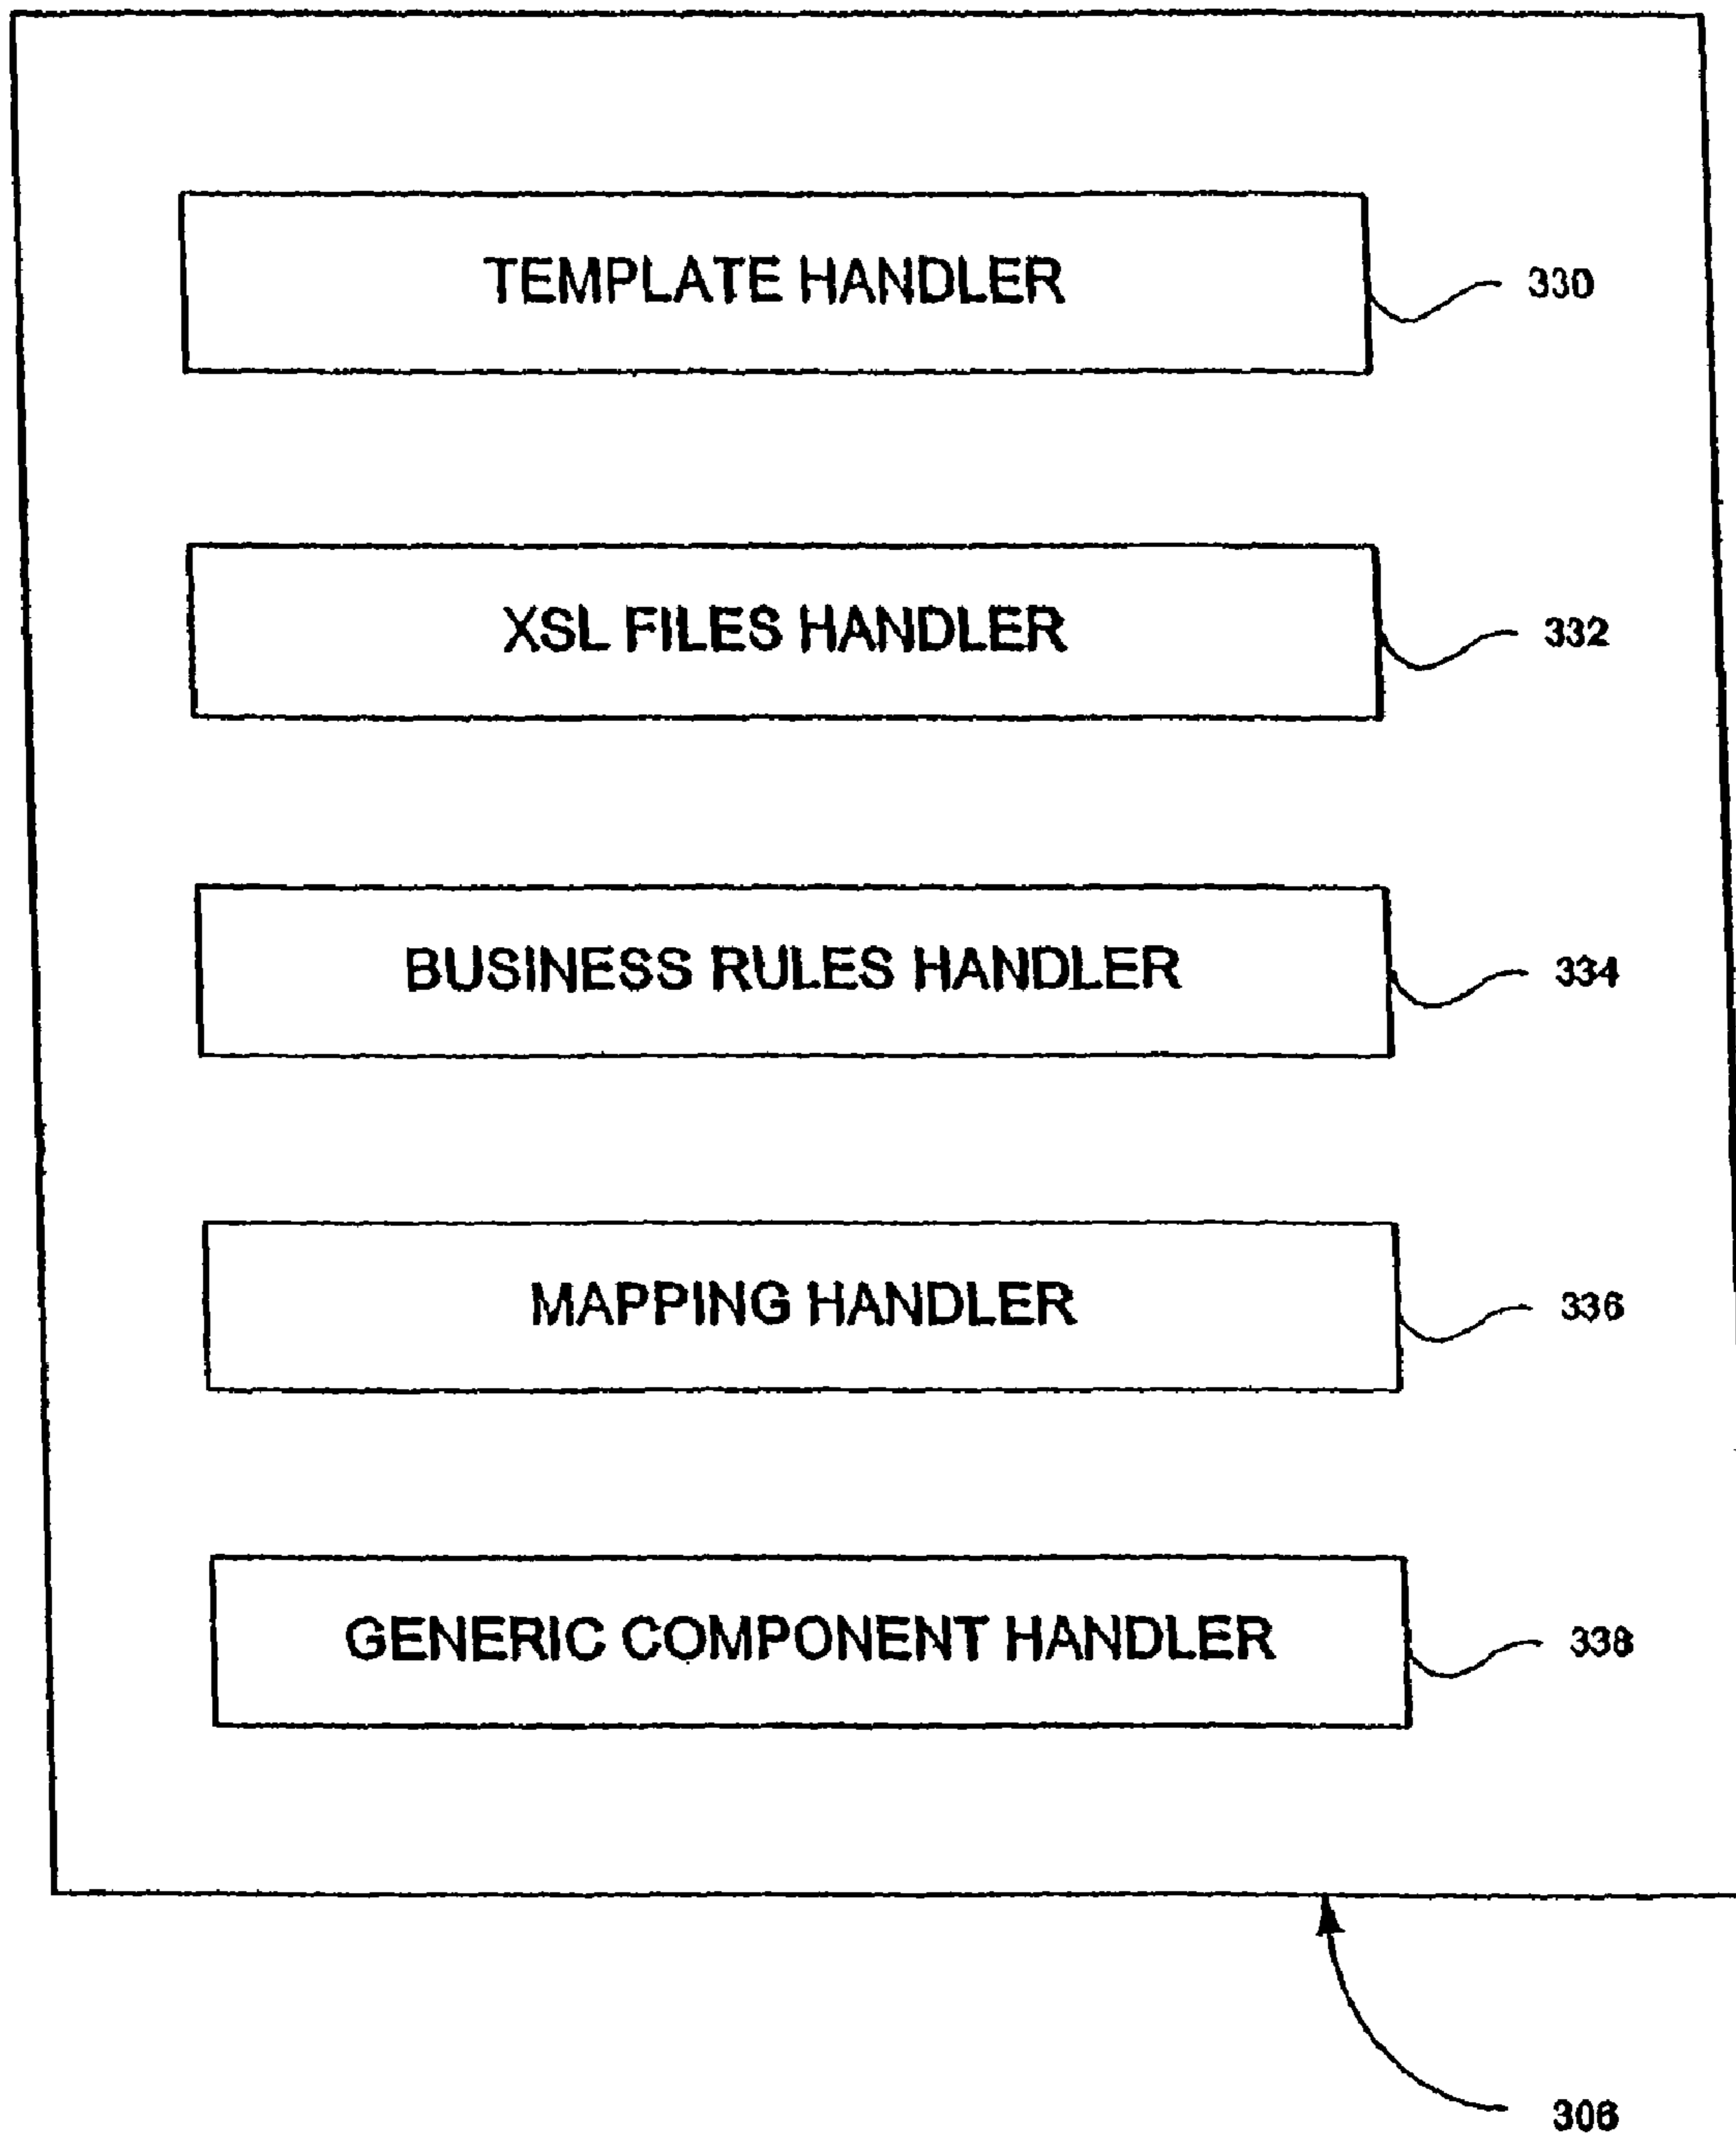 TEMPLATE HANDLER
330
XSL FILES HANDLER
332
BUSINESS RULES HANDLER
334
MAPPING HANDLER
336
GENERIC COMPONENT HANDLER
338
306